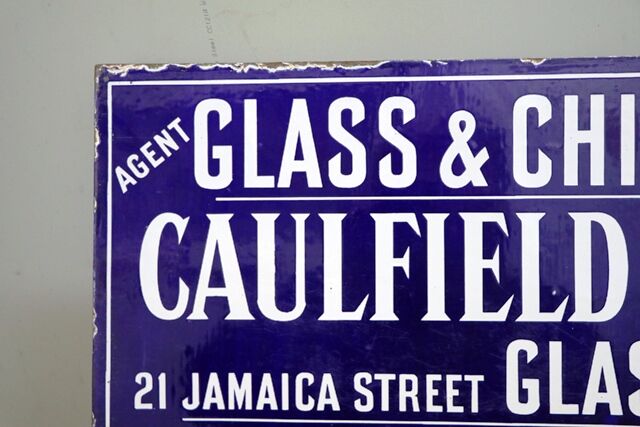 AGENT GLASS & CHI
CAULFIELD
21 JAMAICA STREET GLAS